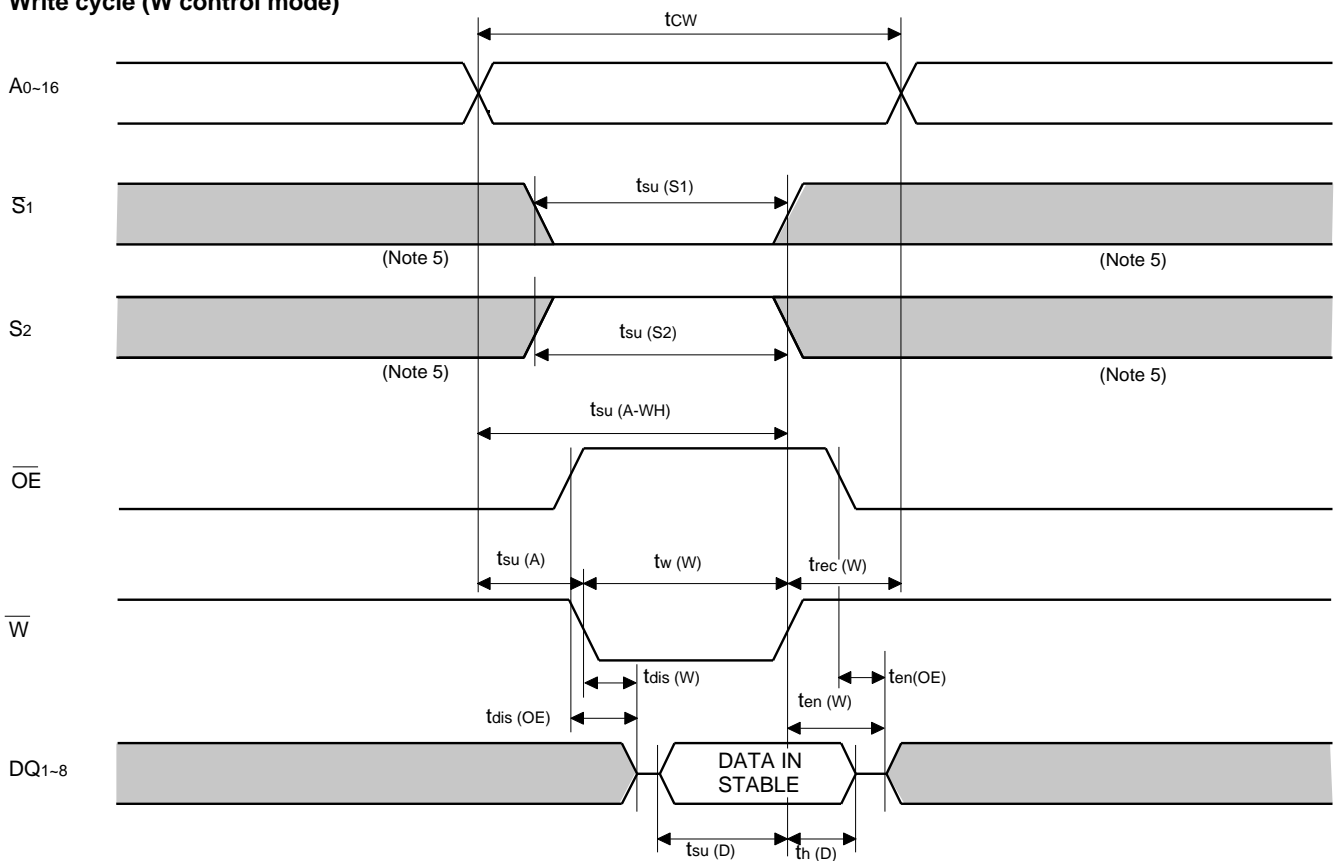 Write cycle (W control mode)
tCW
A0~16
tsu (S1)
S̅1
(Note 5)
(Note 5)
S2
tsu (S2)
(Note 5)
(Note 5)
tsu (A-WH)
O̅E̅
tsu (A)
tw (W)
trec (W)
W̅
tdis (W)
ten(OE)
ten (W)
tdis (OE)
DQ1~8
DATA IN
STABLE
tsu (D)
th (D)